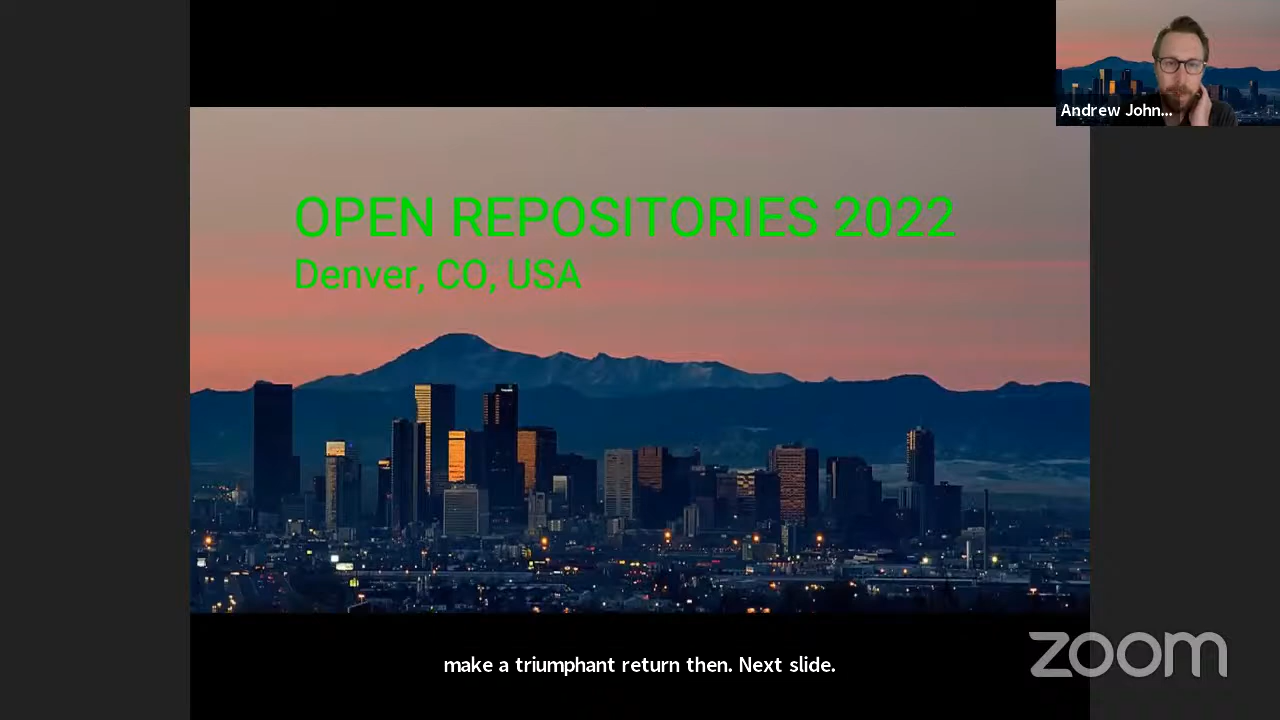 OPEN REPOSITORIES 2022
Denver, CO, USA
Andrew John...
make a triumphant return then. Next slide.
zoom